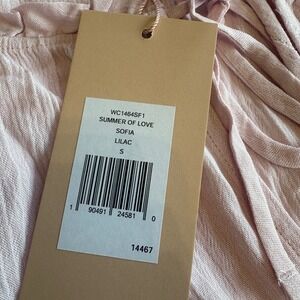 WC1464SF1
SUMMER OF LOVE
SOFIA
LILAC
S
1 90491 24581 0
14467